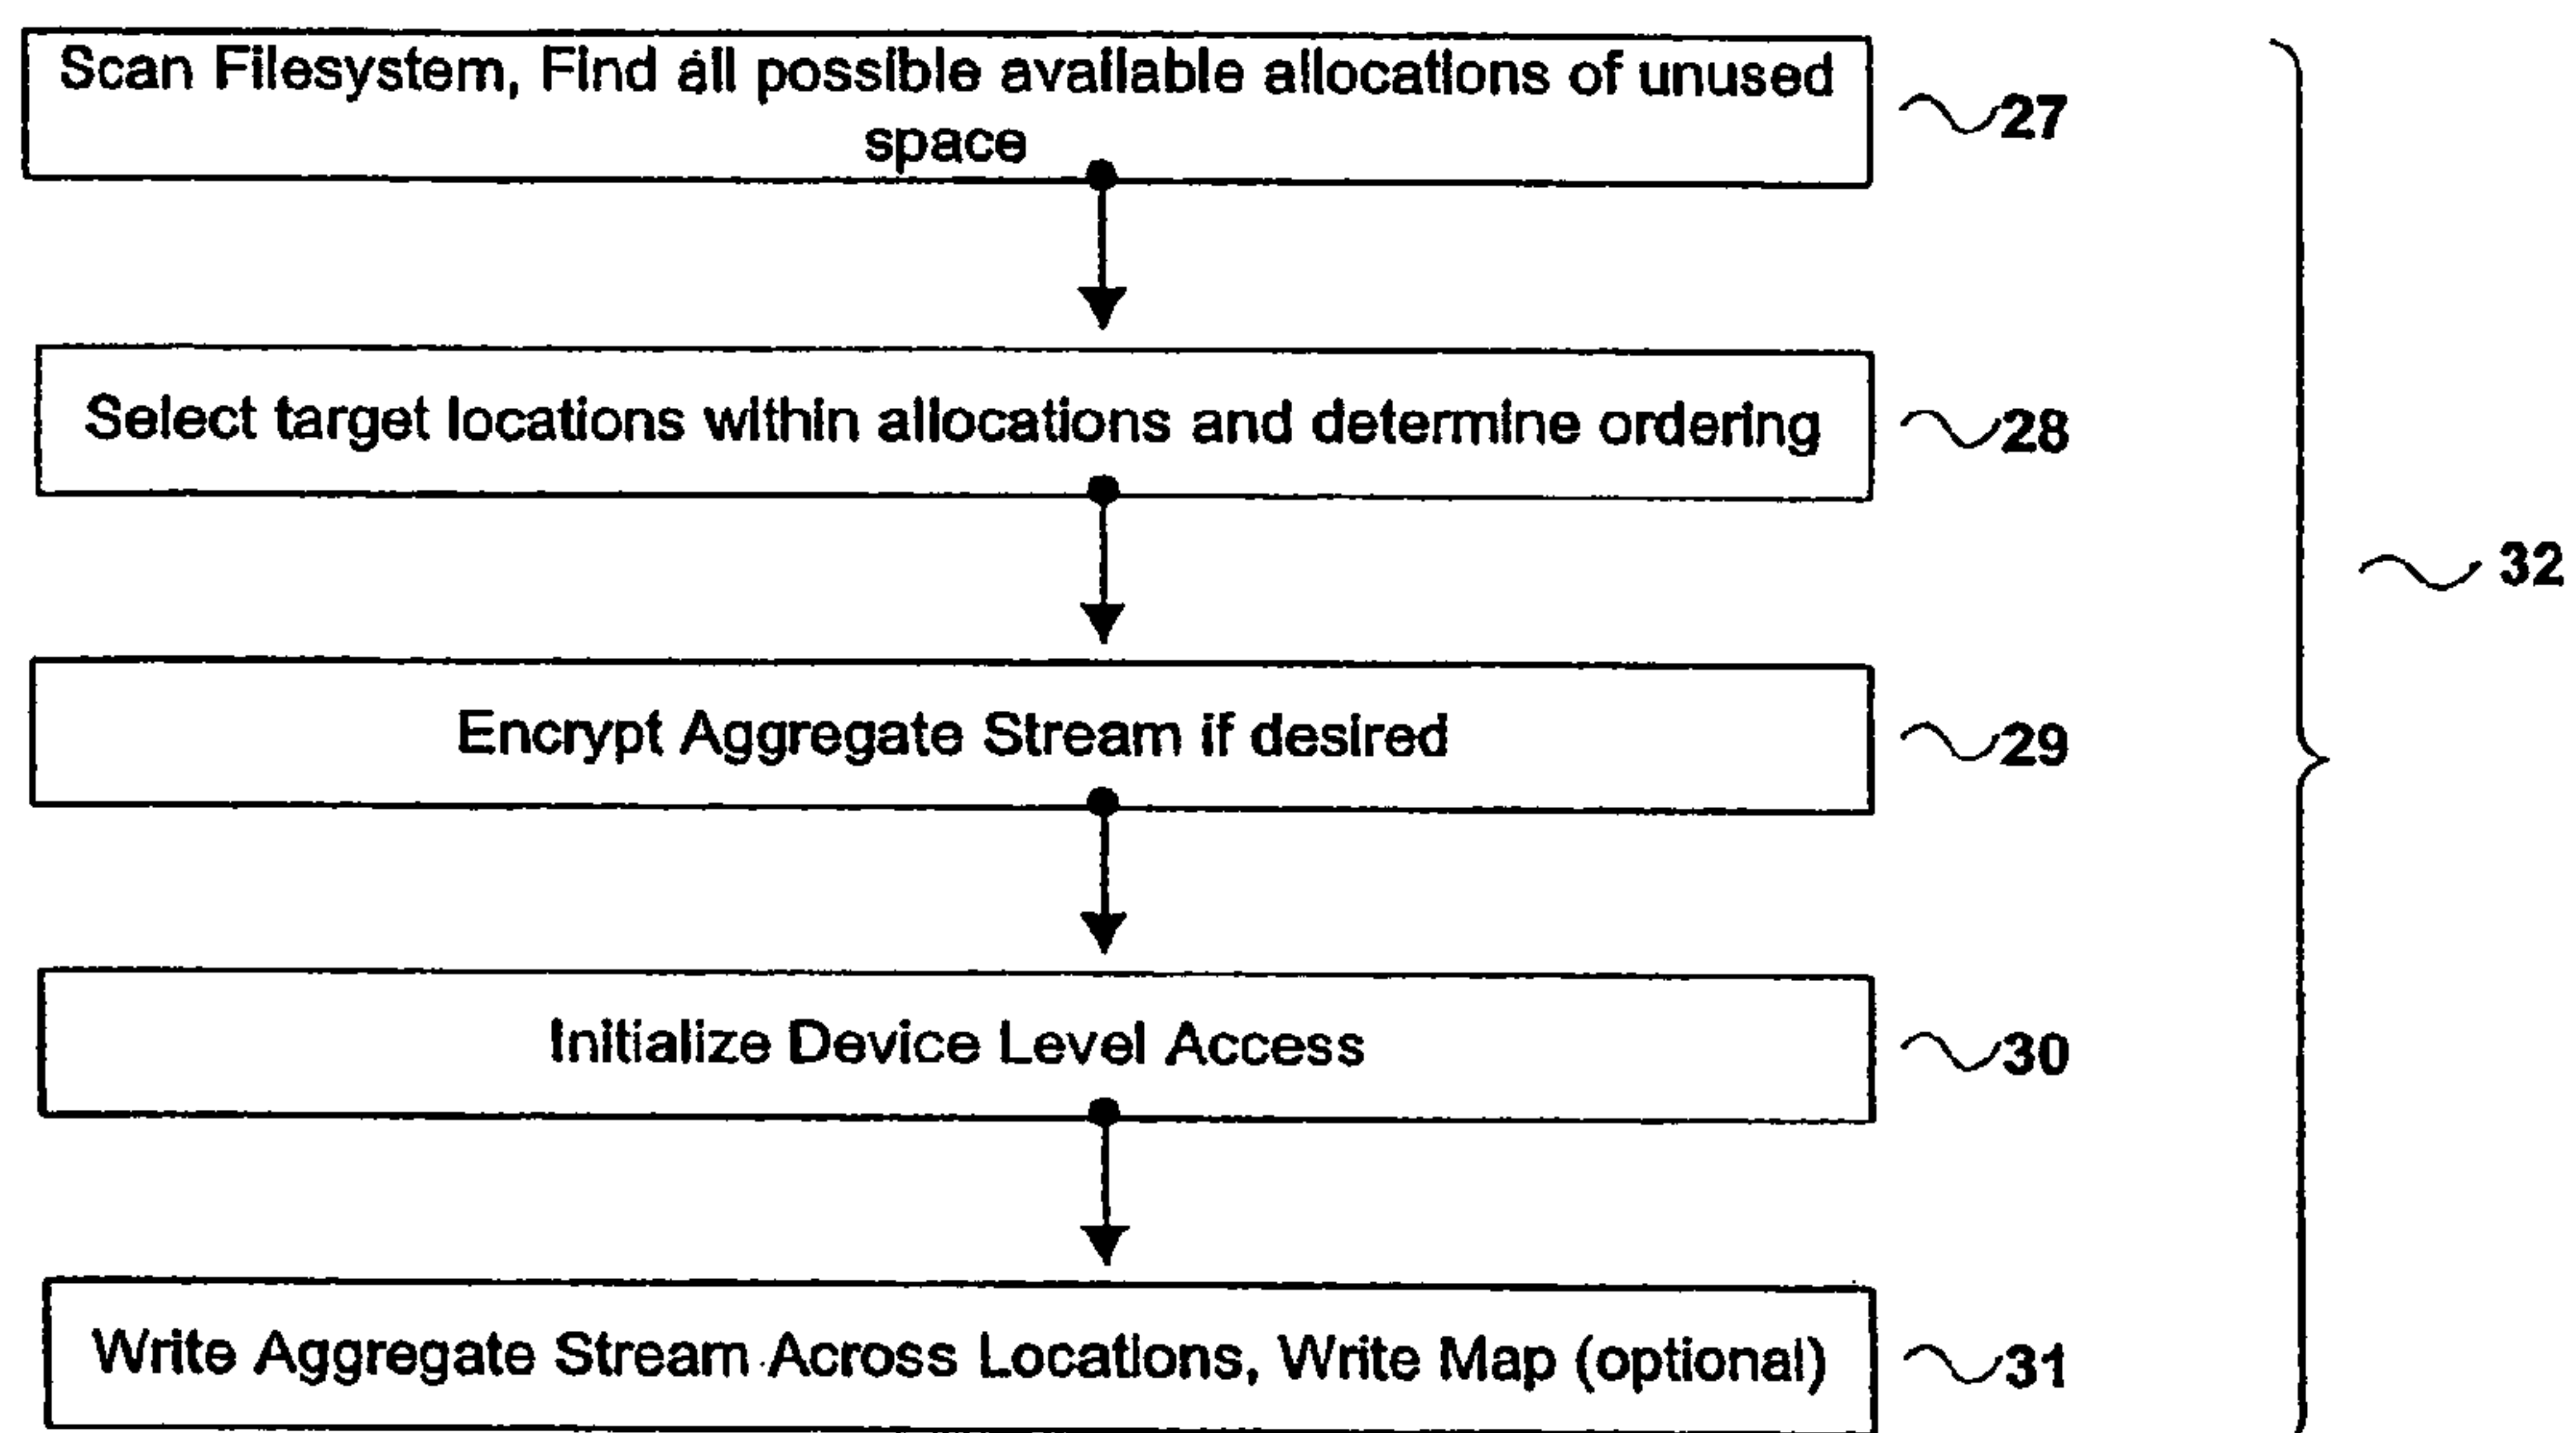 Scan Filesystem, Find all possible available allocations of unused
space
27
Select target locations within allocations and determine ordering
28
32
Encrypt Aggregate Stream if desired
29
Initialize Device Level Access
30
Write Aggregate Stream Across Locations, Write Map (optional)
31